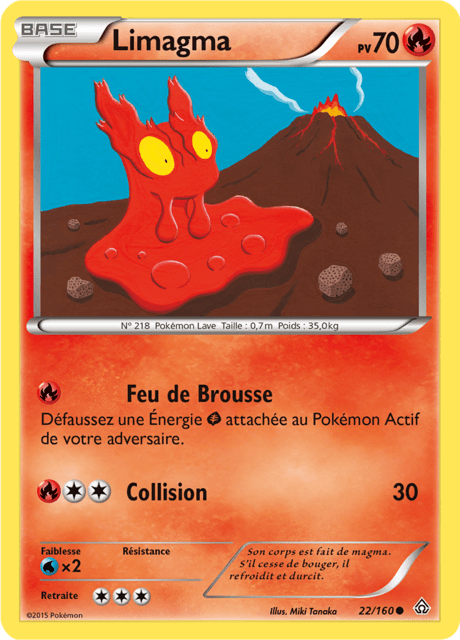 BASE
Limagma
PV70
N° 218 Pokémon Lave Taille : 0,7m Poids : 35,0kg
Feu de Brousse
Défaussez une Énergie attachée au Pokémon Actif
de votre adversaire.
Collision 30
Faiblesse Résistance
×2
Retraite
Son corps est fait de magma.
S'il cesse de bouger, il
refroidit et durcit.
©2015 Pokémon
Illus. Miki Tanaka
22/160